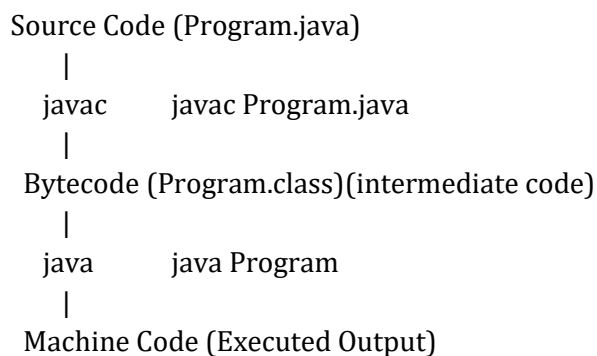 Source Code (Program.java)
|
javac javac Program.java
|
Bytecode (Program.class)(intermediate code)
|
java java Program
|
Machine Code (Executed Output)